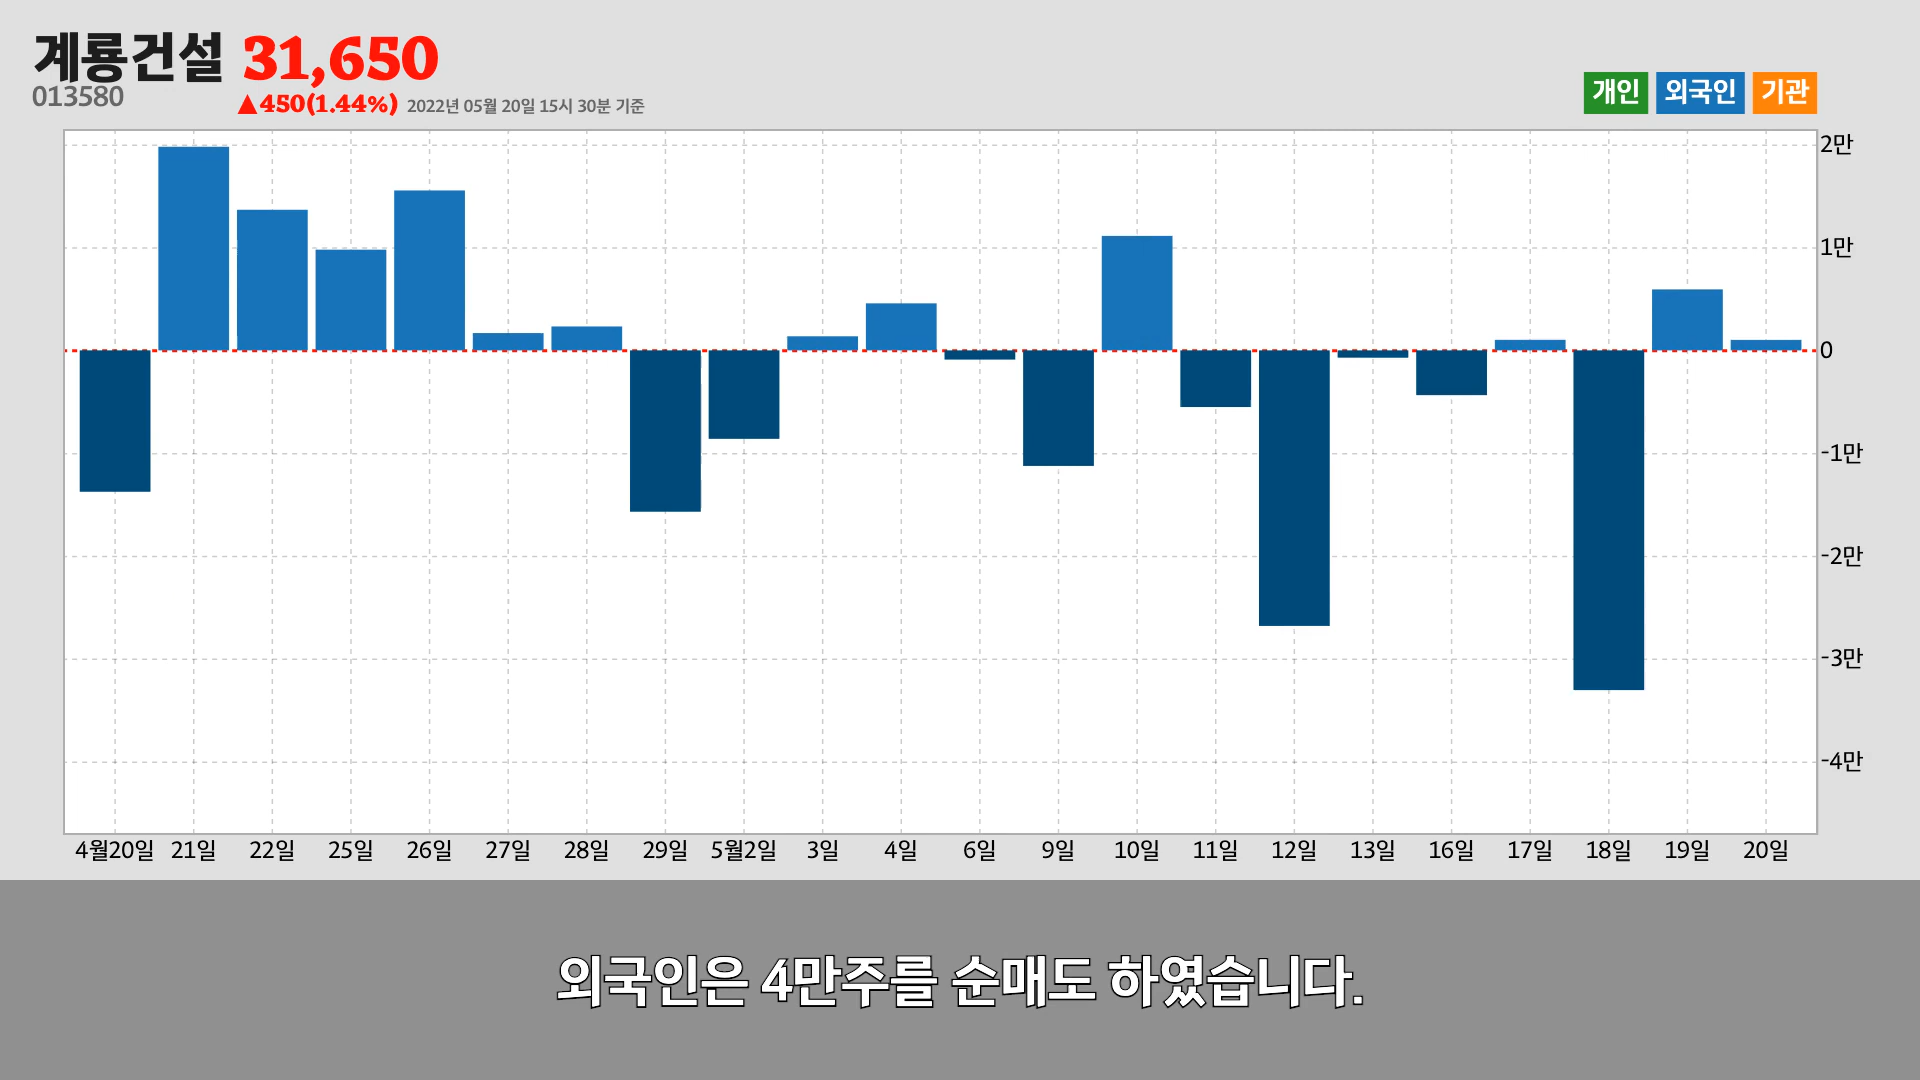 계룡건설 31,650
013580
▲450(1.44%) 2022년 05월 20일 15시 30분 기준
개인 외국인 기관
2만
1만
0
-1만
-2만
-3만
-4만
4월20일 21일 22일 25일 26일 27일 28일 29일 5월2일 3일 4일 6일 9일 10일 11일 12일 13일 16일 17일 18일 19일 20일
외국인은 4만주를 순매도 하였습니다.